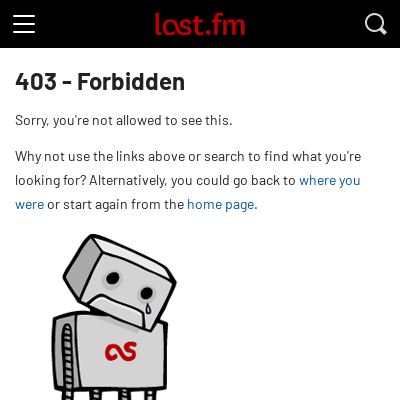 last.fm
403 - Forbidden
Sorry, you're not allowed to see this.
Why not use the links above or search to find what you're
looking for? Alternatively, you could go back to where you
were or start again from the home page.